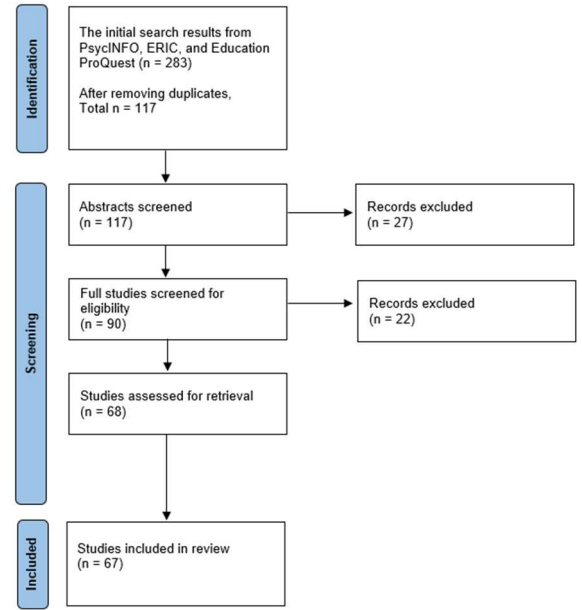 Identification
The initial search results from
PsycINFO, ERIC, and Education
ProQuest (n = 283)
After removing duplicates,
Total n = 117
Screening
Abstracts screened
(n = 117)
Records excluded
(n = 27)
Full studies screened for
eligibility
(n = 90)
Records excluded
(n = 22)
Studies assessed for retrieval
(n = 68)
Included
Studies included in review
(n = 67)